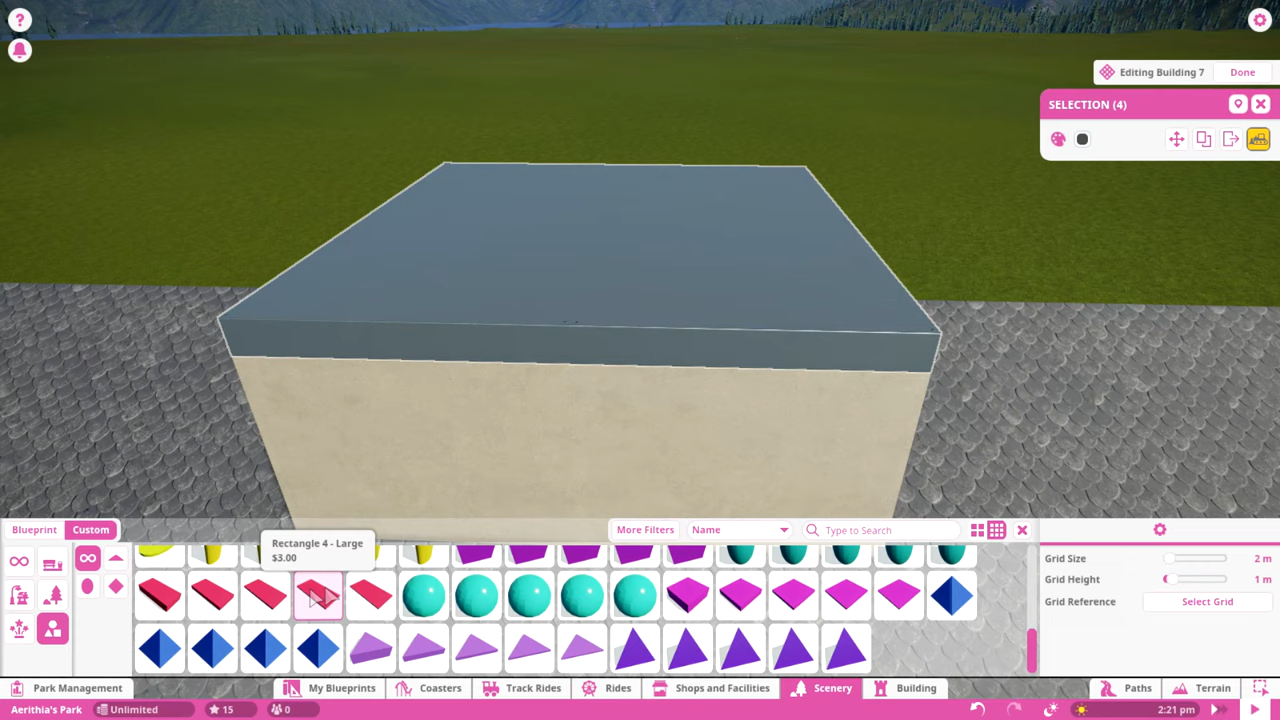 ?
Editing Building 7 Done
SELECTION (4)
Rectangle 4 - Large
$3.00
Blueprint Custom
More Filters Name Type to Search
Grid Size 2 m
Grid Height 1 m
Grid Reference Select Grid
Park Management My Blueprints Coasters Track Rides Rides Shops and Facilities Scenery Building Paths Terrain
Aerithia's Park Unlimited 15 0 2:21 pm